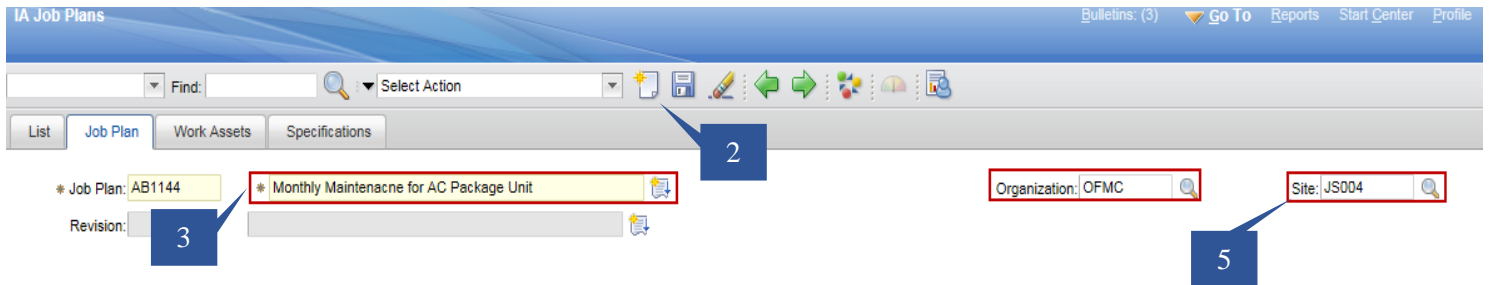 IA Job Plans Bulletins: (3) Go To Reports Start Center Profile
Find: Select Action
List Job Plan Work Assets Specifications
2
* Job Plan: AB1144 * Monthly Maintenacne for AC Package Unit Organization: OFMC Site: JS004
Revision:
3
5